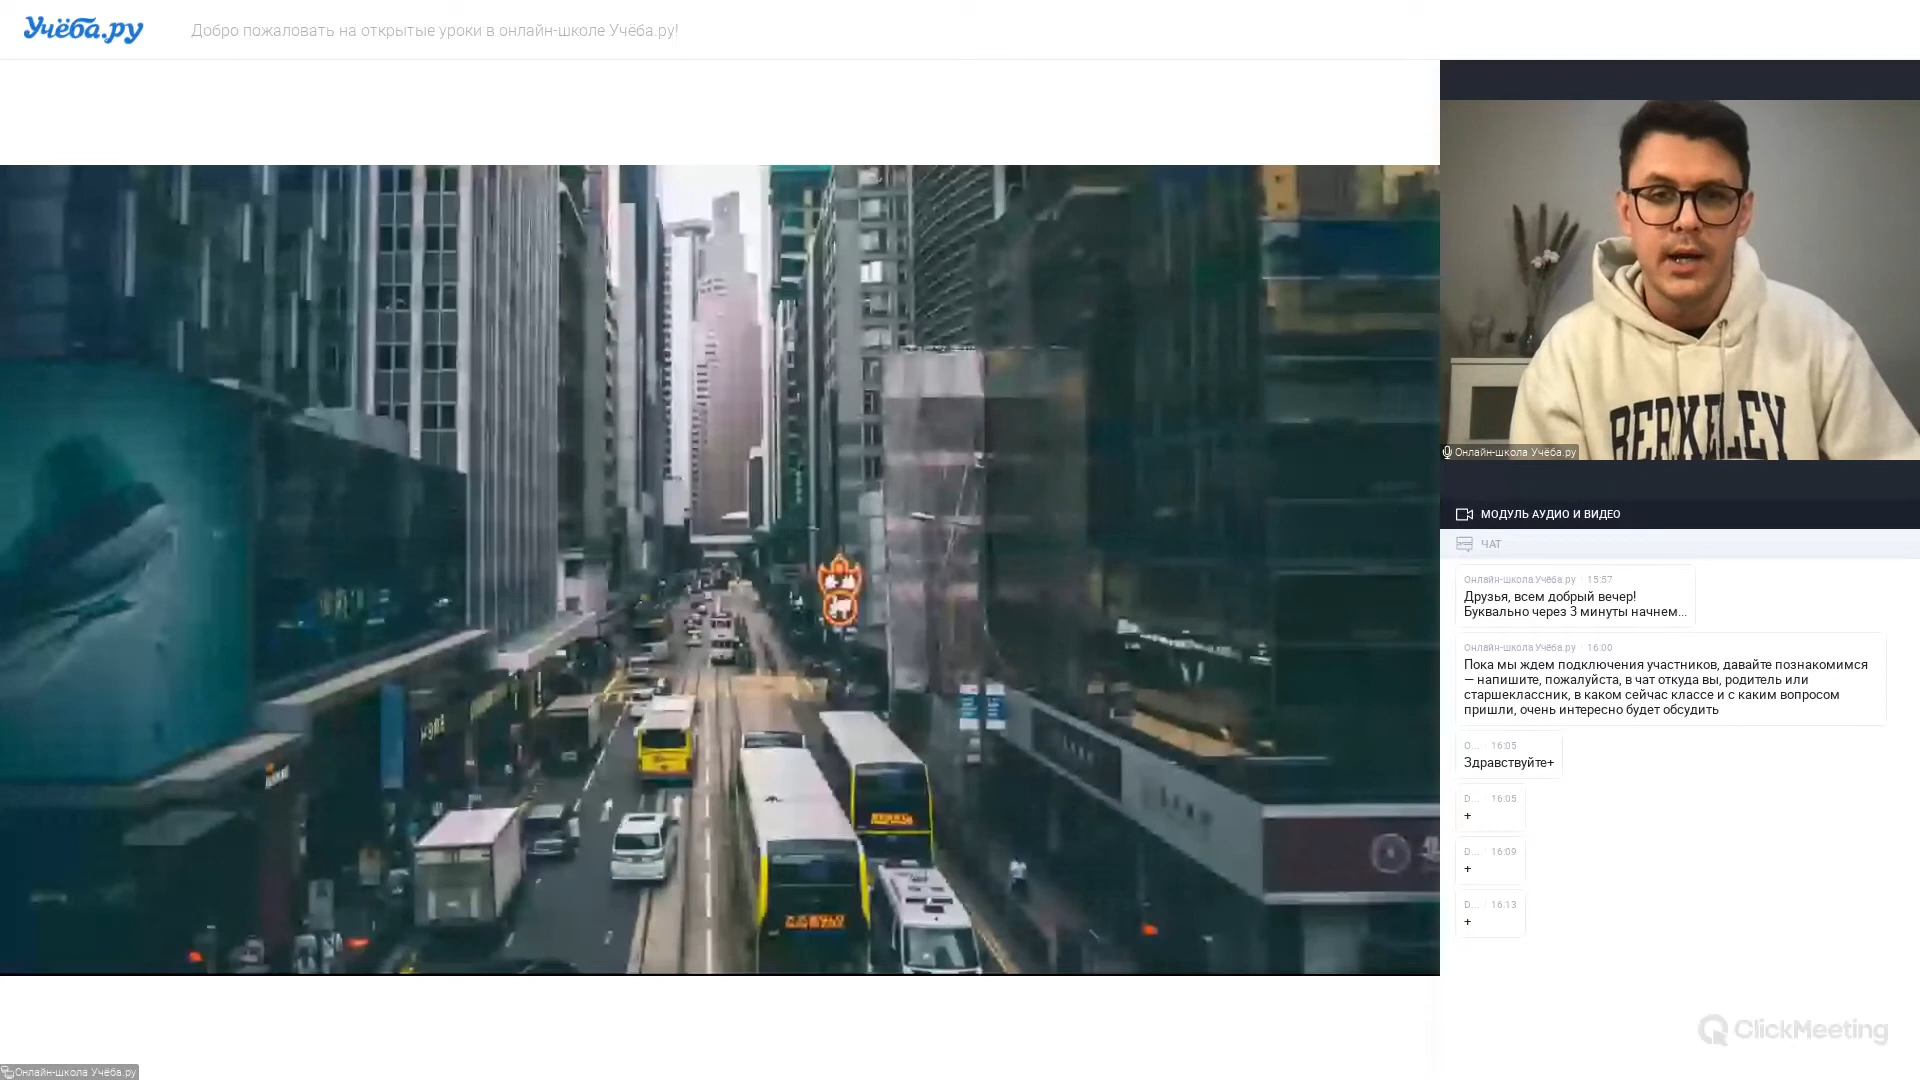 Учёба.ру
Добро пожаловать на открытые уроки в онлайн-школе Учёба.ру!
BERKELEY
Онлайн-школа Учёба.ру
МОДУЛЬ АУДИО И ВИДЕО
ЧАТ
Онлайн-школа Учёба.ру 15:57
Друзья, всем добрый вечер!
Буквально через 3 минуты начнем...
Онлайн-школа Учёба.ру 16:00
Пока мы ждем подключения участников, давайте познакомимся
— напишите, пожалуйста, в чат откуда вы, родитель или
старшеклассник, в каком сейчас классе и с каким вопросом
пришли, очень интересно будет обсудить
О... 16:05
Здравствуйте+
D... 16:05
+
D... 16:09
+
D... 16:13
+
ClickMeeting
Онлайн-школа Учёба.ру